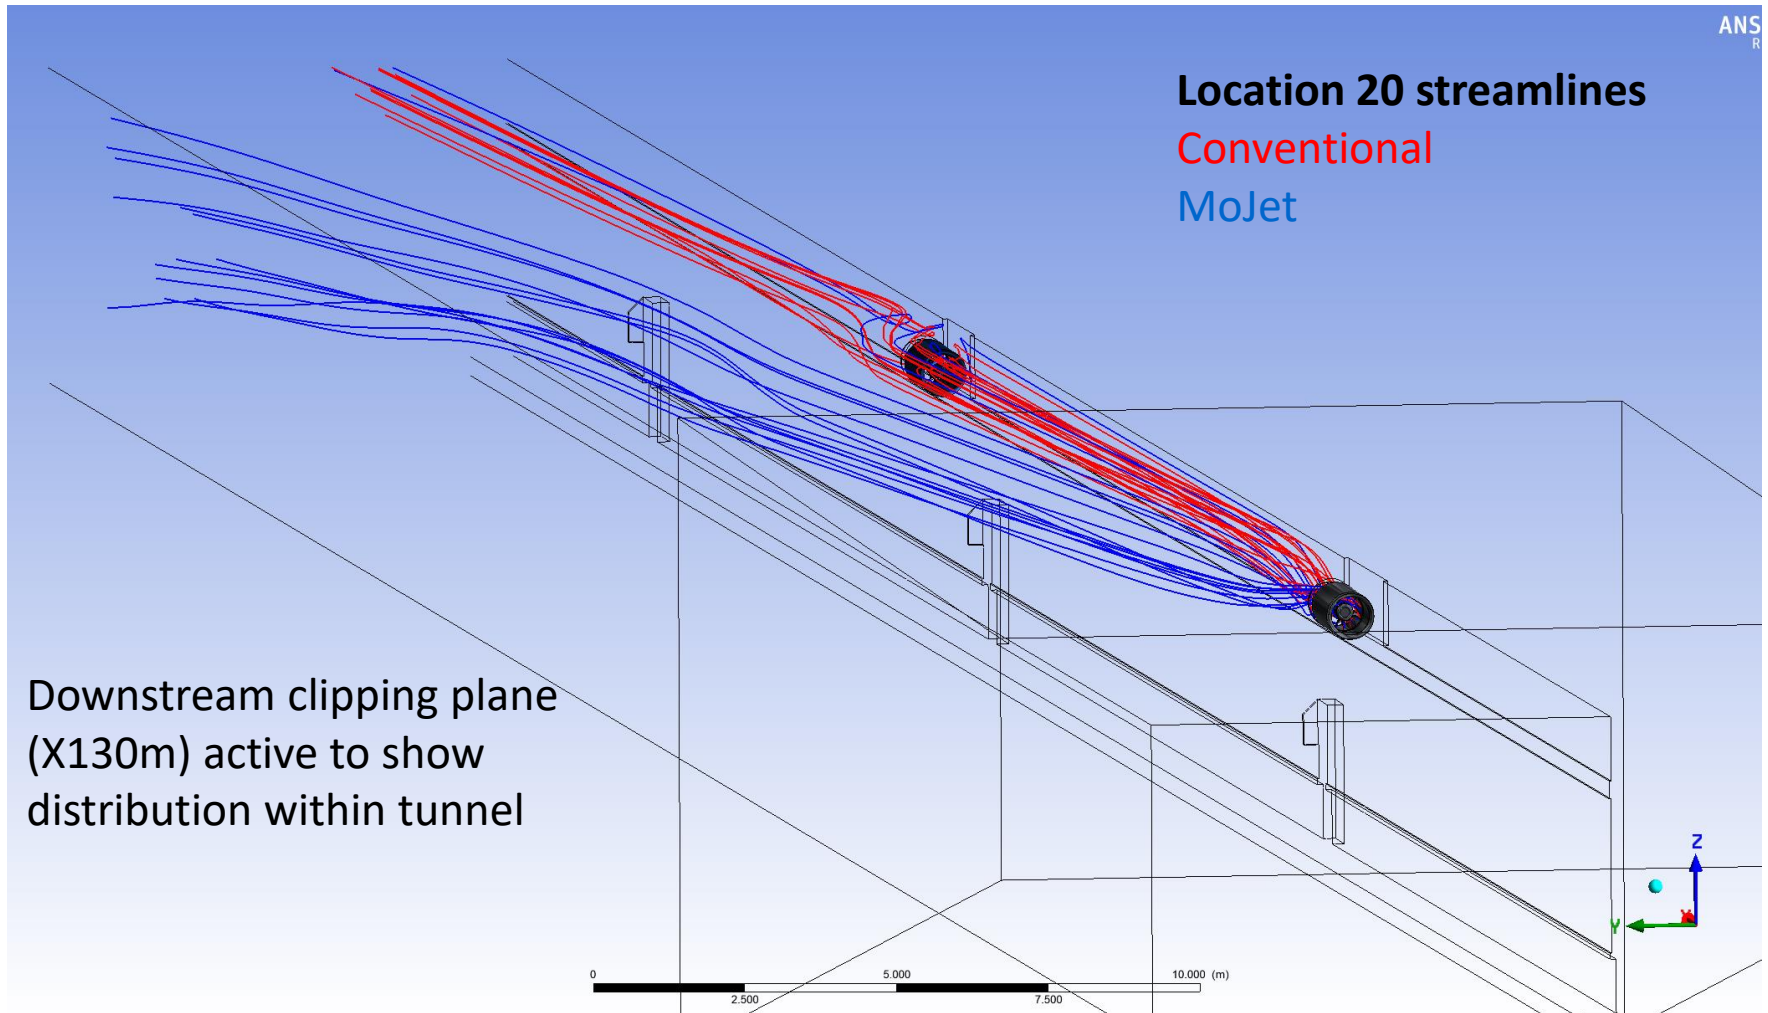 ANS
R
Location 20 streamlines
Conventional
MoJet
Downstream clipping plane
(X130m) active to show
distribution within tunnel
Z
X
Y
0 5.000 10.000 (m)
2.500 7.500